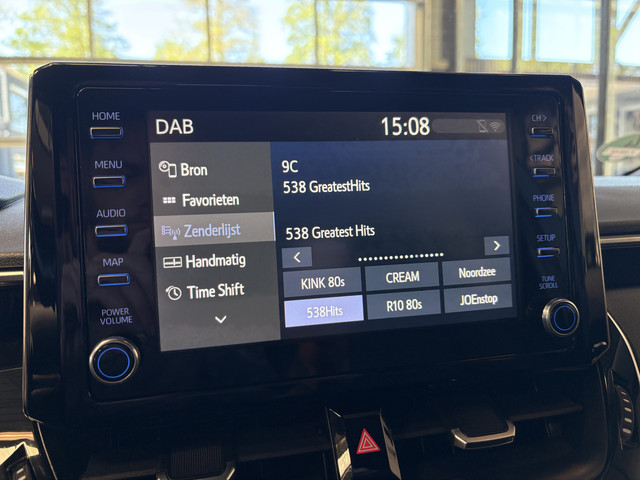 HOME
MENU
AUDIO
MAP
POWER
VOLUME
DAB
15:08
Bron
Favorieten
Zenderlijst
Handmatig
Time Shift
9C
538 GreatestHits
538 Greatest Hits
<
>
KINK 80s
CREAM
Noordzee
538Hits
R10 80s
JOEnstop
CH>
<TRACK
PHONE
SETUP
TUNE
SCROLL